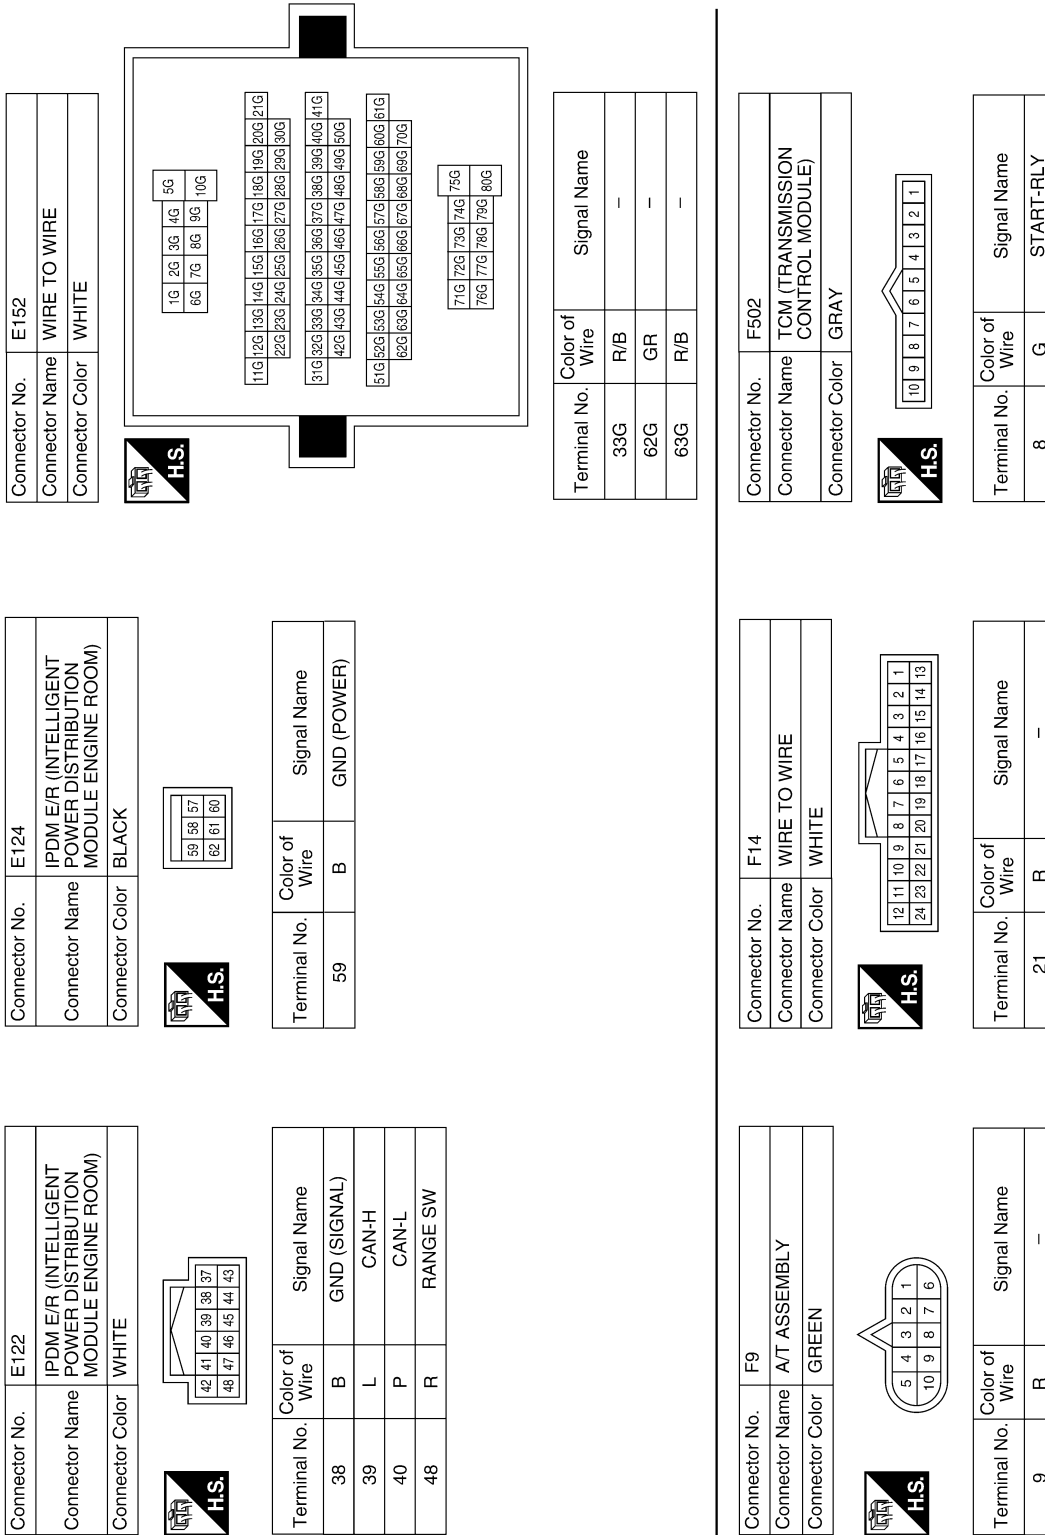 Connector No. E122
Connector Name IPDM E/R (INTELLIGENT
POWER DISTRIBUTION
MODULE ENGINE ROOM)
Connector Color WHITE
H.S.
42 41 40 39 38 37
48 47 46 45 44 43
Terminal No. Color of Wire Signal Name
38 B GND (SIGNAL)
39 L CAN-H
40 P CAN-L
48 R RANGE SW
Connector No. E124
Connector Name IPDM E/R (INTELLIGENT
POWER DISTRIBUTION
MODULE ENGINE ROOM)
Connector Color BLACK
H.S.
59 58 57
62 61 60
Terminal No. Color of Wire Signal Name
59 B GND (POWER)
Connector No. E152
Connector Name WIRE TO WIRE
Connector Color WHITE
H.S.
1G 2G 3G 4G 5G
6G 7G 8G 9G 10G
11G 12G 13G 14G 15G 16G 17G 18G 19G 20G 21G
22G 23G 24G 25G 26G 27G 28G 29G 30G
31G 32G 33G 34G 35G 36G 37G 38G 39G 40G 41G
42G 43G 44G 45G 46G 47G 48G 49G 50G
51G 52G 53G 54G 55G 56G 57G 58G 59G 60G 61G
62G 63G 64G 65G 66G 67G 68G 69G 70G
71G 72G 73G 74G 75G
76G 77G 78G 79G 80G
Terminal No. Color of Wire Signal Name
33G R/B –
62G GR –
63G R/B –
Connector No. F9
Connector Name A/T ASSEMBLY
Connector Color GREEN
H.S.
5 4 3 2 1
10 9 8 7 6
Terminal No. Color of Wire Signal Name
9 R –
Connector No. F14
Connector Name WIRE TO WIRE
Connector Color WHITE
H.S.
12 11 10 9 8 7 6 5 4 3 2 1
24 23 22 21 20 19 18 17 16 15 14 13
Terminal No. Color of Wire Signal Name
21 R –
Connector No. F502
Connector Name TCM (TRANSMISSION
CONTROL MODULE)
Connector Color GRAY
H.S.
10 9 8 7 6 5 4 3 2 1
Terminal No. Color of Wire Signal Name
8 G START-RLY